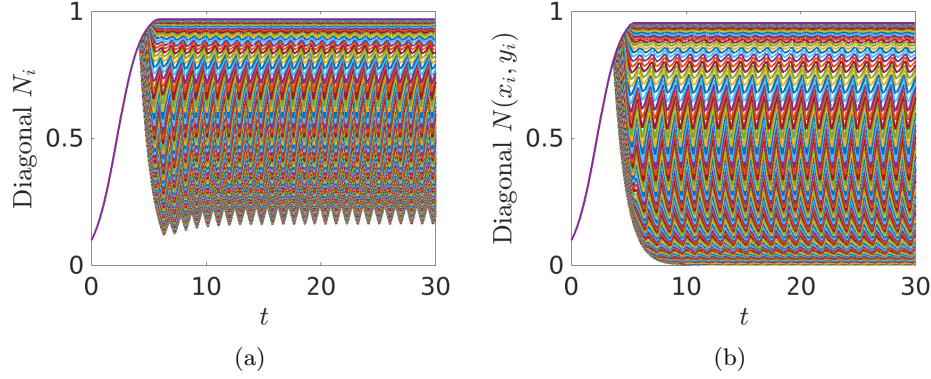 Diagonal $N_i$
1
0.5
0
0 10 20 30
$t$
(a)
Diagonal $N(x_i, y_i)$
1
0.5
0
0 10 20 30
$t$
(b)